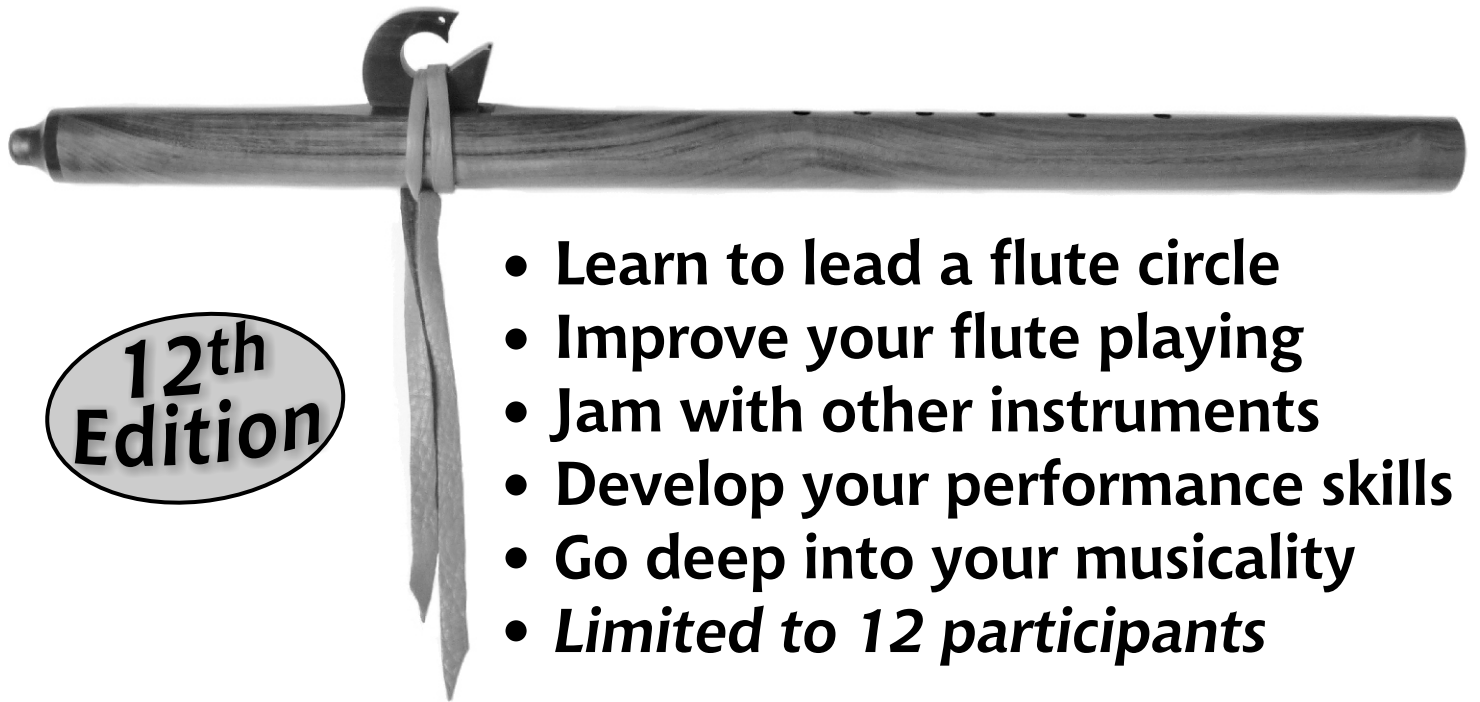 12th
Edition
• Learn to lead a flute circle
• Improve your flute playing
• Jam with other instruments
• Develop your performance skills
• Go deep into your musicality
• Limited to 12 participants